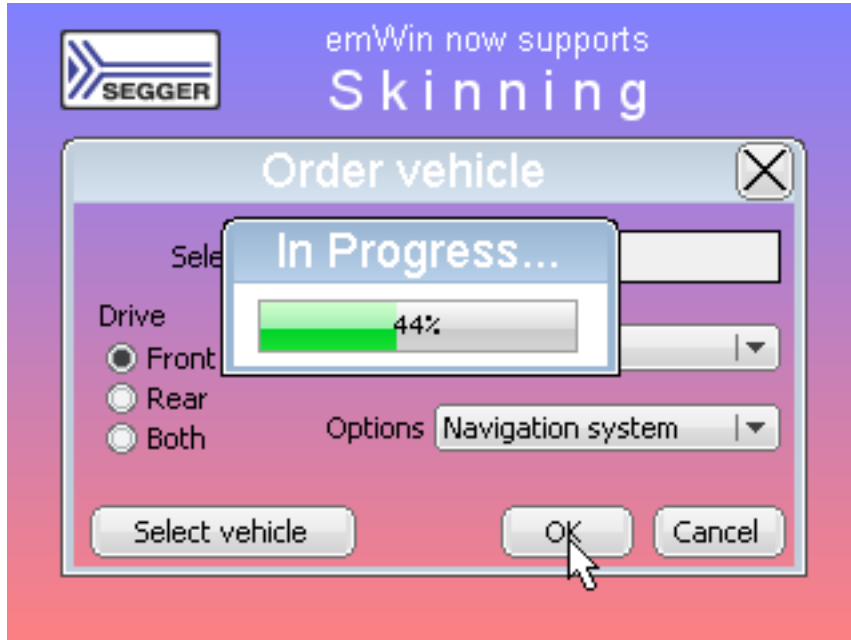 emWin now supports
SEGGER
Skinning
Order vehicle
In Progress...
44%
Drive
Front
Rear
Both
Options
Navigation system
Select vehicle
OK
Cancel